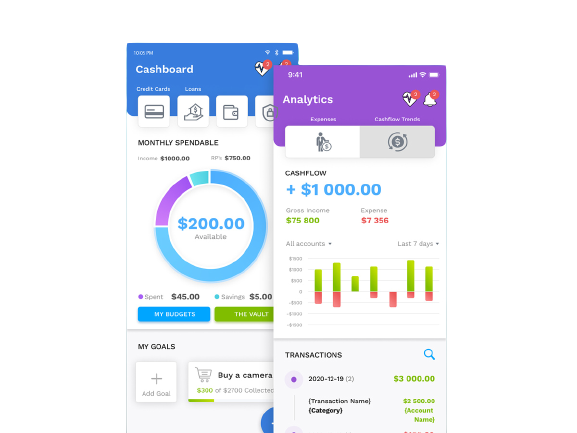 10:05 PM
Cashboard
Credit Cards Loans
MONTHLY SPENDABLE
Income $1000.00 RP's $750.00
$200.00
Available
Spent $45.00 Savings $5.00
MY BUDGETS THE VAULT
MY GOALS
Add Goal
Buy a camera
$300 of $2700 Collected
9:41
3
5
Analytics
Expenses Cashflow Trends
CASHFLOW
+ $1 000.00
Gross income Expense
$75 800 $7 356
All accounts Last 7 days
$1500
$1000
$500
0
-$500
-$1000
-$1500
TRANSACTIONS
2020-12-19 (2) $3 000.00
(Transaction Name) $2 500.00
(Category) (Account
Name)